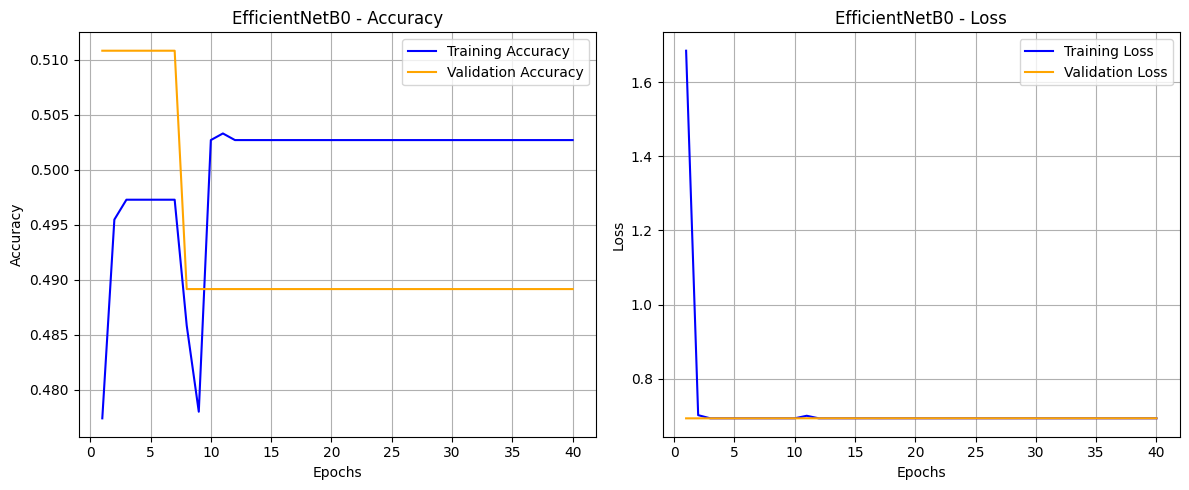 EfficientNetB0 - Accuracy
0.510
0.505
0.500
0.495
0.490
0.485
0.480
Accuracy
Training Accuracy
Validation Accuracy
0 5 10 15 20 25 30 35 40
Epochs
EfficientNetB0 - Loss
1.6
1.4
1.2
1.0
0.8
Loss
Training Loss
Validation Loss
0 5 10 15 20 25 30 35 40
Epochs